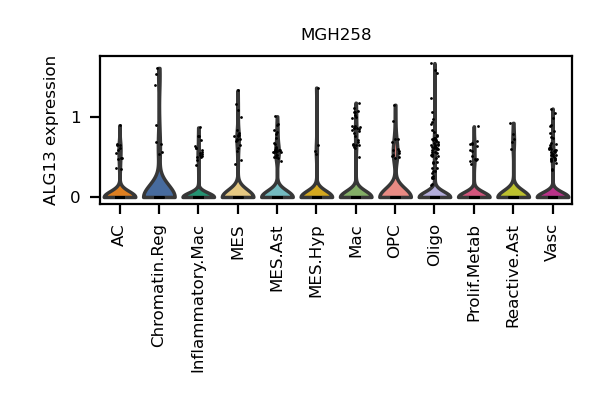 MGH258
ALG13 expression
1
0
AC
Chromatin.Reg
Inflammatory.Mac
MES
MES.Ast
MES.Hyp
Mac
OPC
Oligo
Prolif.Metab
Reactive.Ast
Vasc